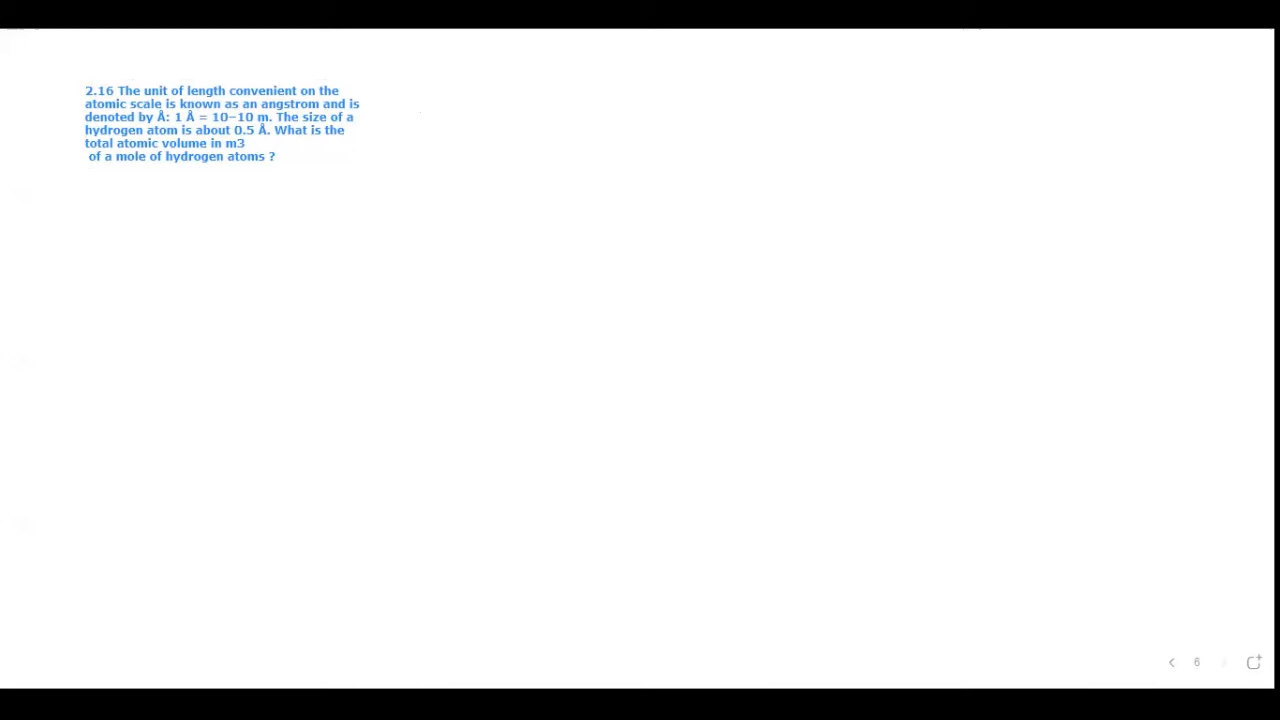 2.16 The unit of length convenient on the
atomic scale is known as an angstrom and is
denoted by Å: 1 Å = 10−10 m. The size of a
hydrogen atom is about 0.5 Å. What is the
total atomic volume in m3
of a mole of hydrogen atoms ?
6